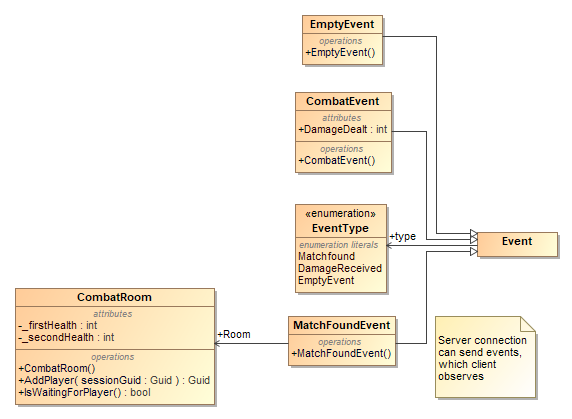 EmptyEvent
operations
+EmptyEvent()
CombatEvent
attributes
+DamageDealt : int
operations
+CombatEvent()
«enumeration»
EventType
enumeration literals
Matchfound
DamageReceived
EmptyEvent
+type
Event
CombatRoom
attributes
-_firstHealth : int
-_secondHealth : int
operations
+CombatRoom()
+AddPlayer( sessionGuid : Guid ) : Guid
+IsWaitingForPlayer() : bool
+Room
MatchFoundEvent
operations
+MatchFoundEvent()
Server connection
can send events,
which client
observes